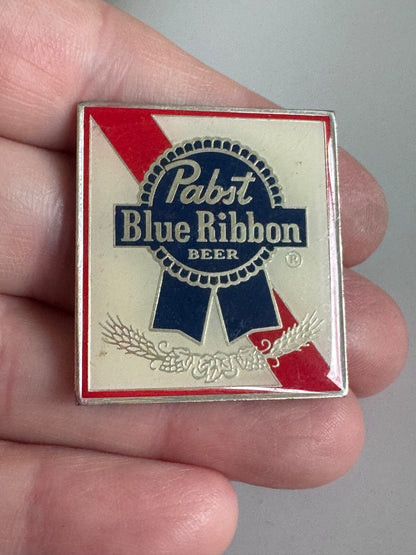 Pabst
Blue Ribbon
BEER
®